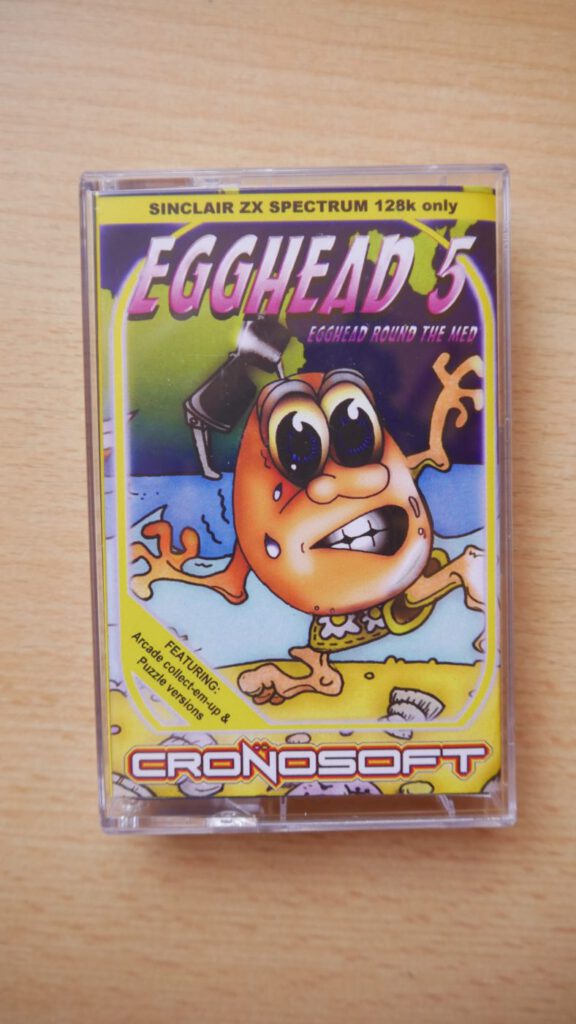 SINCLAIR ZX SPECTRUM 128k only
EGGHEAD 5
EGGHEAD ROUND THE MED
FEATURING:
Arcade collect-em-up &
Puzzle versions
CRONOSOFT